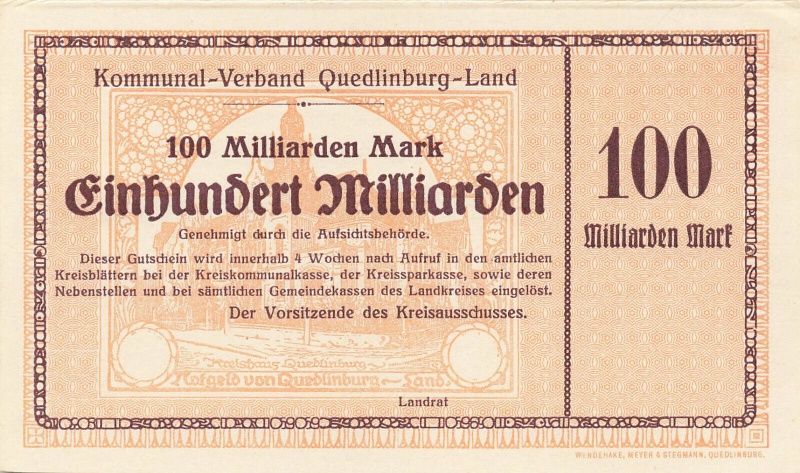 Kommunal-Verband Quedlinburg-Land
100 Milliarden Mark
Einhundert Milliarden
Genehmigt durch die Aufsichtsbehörde.
Dieser Gutschein wird innerhalb 4 Wochen nach Aufruf in den amtlichen
Kreisblättern bei der Kreiskommunalkasse, der Kreissparkasse, sowie deren
Nebenstellen und bei sämtlichen Gemeindekassen des Landkreises eingelöst.
Der Vorsitzende des Kreisausschusses.
Kreishaus Quedlinburg
Notgeld von Quedlinburg-Land.
Landrat
100
Milliarden Mark
WENDEHAKE, MEYER & STEGMANN, QUEDLINBURG.